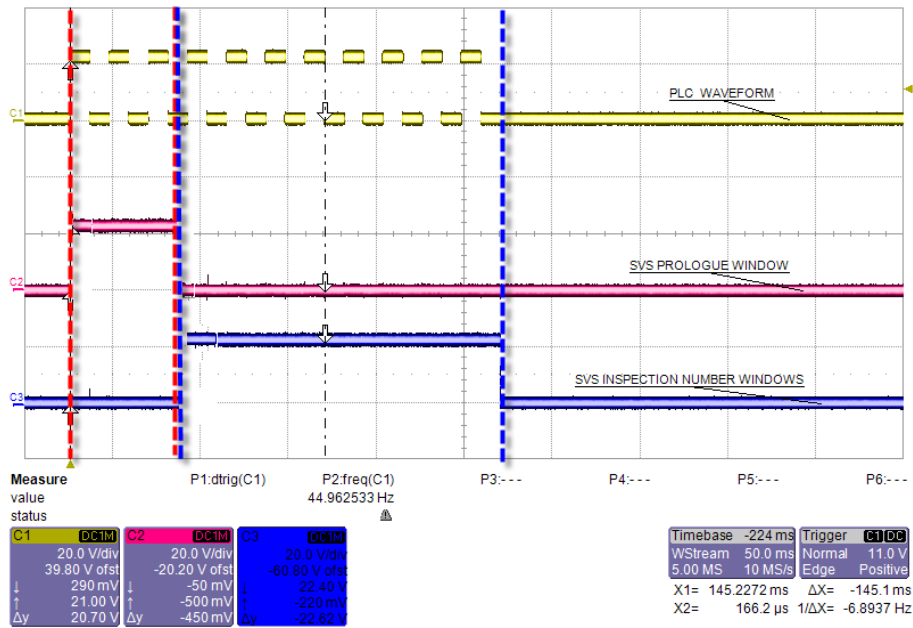 C1
PLC WAVEFORM
C2
SVS PROLOGUE WINDOW
SVS INSPECTION NUMBER WINDOWS
C3
Measure P1:dtrig(C1) P2:freq(C1) P3:--- P4:--- P5:--- P6:---
value 44.962533 Hz
status
C1 DC1M
20.0 V/div
39.80 V ofst
↓ 290 mV
↑ 21.00 V
Δy 20.70 V
C2 DC1M
20.0 V/div
-20.20 V ofst
↓ -50 mV
↑ -500 mV
Δy -450 mV
C3 DC1M
20.0 V/div
-60.80 V ofst
↓ 22.40 V
↑ -220 mV
Δy -22.62 V
Timebase -224 ms
WStream 50.0 ms
5.00 MS 10 MS/s
Trigger C1 DC
Normal 11.0 V
Edge Positive
X1= 145.2272 ms ΔX= -145.1 ms
X2= 166.2 µs 1/ΔX= -6.8937 Hz